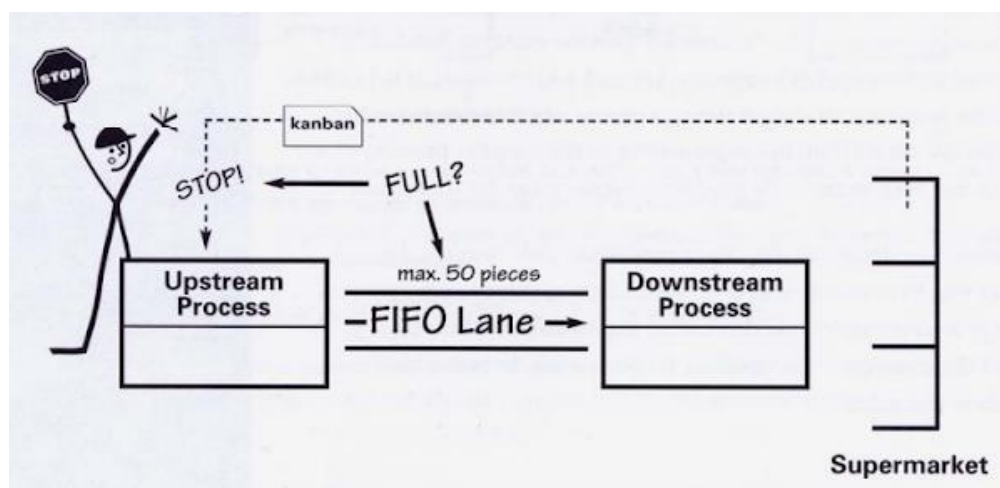 STOP
kanban
STOP!
FULL?
max. 50 pieces
Upstream
Process
FIFO Lane
Downstream
Process
Supermarket